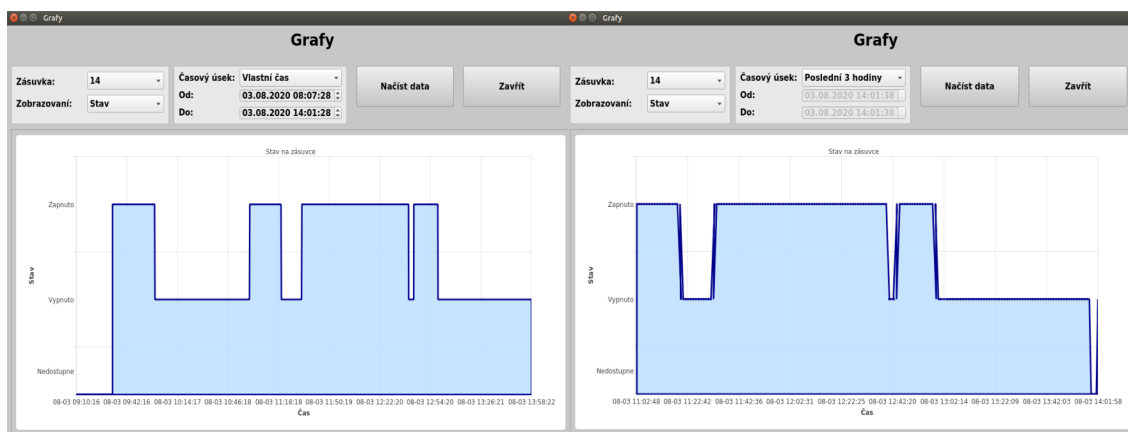 Grafy
Grafy
Zásuvka:
14
Zobrazovaní:
Stav
Časový úsek:
Vlastní čas
Od:
03.08.2020 08:07:28
Do:
03.08.2020 14:01:28
Načíst data
Zavřít
Stav na zásuvce
Zapnuto
Vypnuto
Nedostupne
Stav
08-03 09:10:16 08-03 09:42:16 08-03 10:14:17 08-03 10:46:18 08-03 11:18:18 08-03 11:50:19 08-03 12:22:20 08-03 12:54:20 08-03 13:26:21 08-03 13:58:22
Čas
Grafy
Grafy
Zásuvka:
14
Zobrazovaní:
Stav
Časový úsek:
Poslední 3 hodiny
Od:
03.08.2020 14:01:38
Do:
03.08.2020 14:01:38
Načíst data
Zavřít
Stav na zásuvce
Zapnuto
Vypnuto
Nedostupne
Stav
08-03 11:02:48 08-03 11:22:42 08-03 11:42:36 08-03 12:02:31 08-03 12:22:25 08-03 12:42:20 08-03 13:02:14 08-03 13:22:09 08-03 13:42:03 08-03 14:01:58
Čas